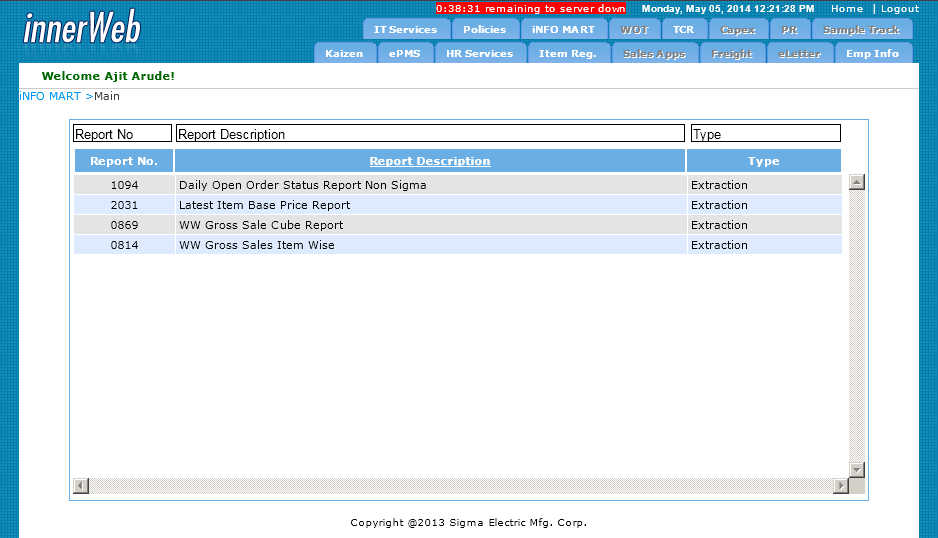 innerWeb
0:38:31 remaining to server down Monday, May 05, 2014 12:21:28 PM Home | Logout
IT Services Policies iNFO MART WOT TCR Capex PR Sample Track
Kaizen ePMS HR Services Item Reg. Sales Apps Freight eLetter Emp Info
Welcome Ajit Arude!
iNFO MART >Main
Report No Report Description Type
Report No. Report Description Type
1094 Daily Open Order Status Report Non Sigma Extraction
2031 Latest Item Base Price Report Extraction
0869 WW Gross Sale Cube Report Extraction
0814 WW Gross Sales Item Wise Extraction
Copyright @2013 Sigma Electric Mfg. Corp.